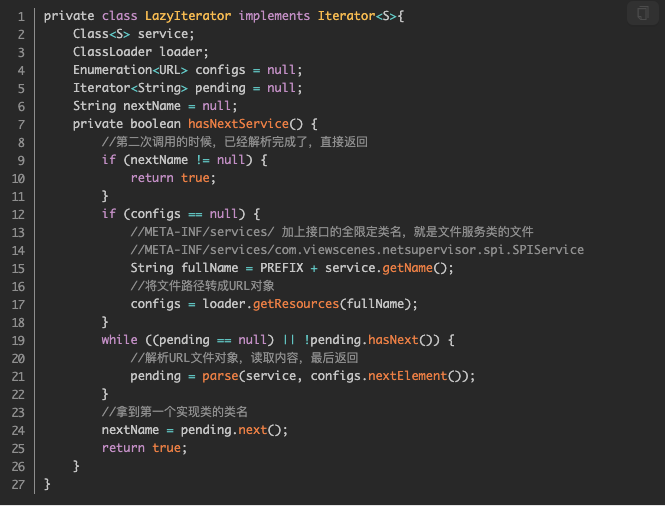 1 private class LazyIterator implements Iterator<S>{
2     Class<S> service;
3     ClassLoader loader;
4     Enumeration<URL> configs = null;
5     Iterator<String> pending = null;
6     String nextName = null;
7     private boolean hasNextService() {
8         //第二次调用的时候，已经解析完成了，直接返回
9         if (nextName != null) {
10             return true;
11         }
12         if (configs == null) {
13             //META-INF/services/ 加上接口的全限定类名，就是文件服务类的文件
14             //META-INF/services/com.viewscenes.netsupervisor.spi.SPIService
15             String fullName = PREFIX + service.getName();
16             //将文件路径转成URL对象
17             configs = loader.getResources(fullName);
18         }
19         while ((pending == null) || !pending.hasNext()) {
20             //解析URL文件对象，读取内容，最后返回
21             pending = parse(service, configs.nextElement());
22         }
23         //拿到第一个实现类的类名
24         nextName = pending.next();
25         return true;
26     }
27 }